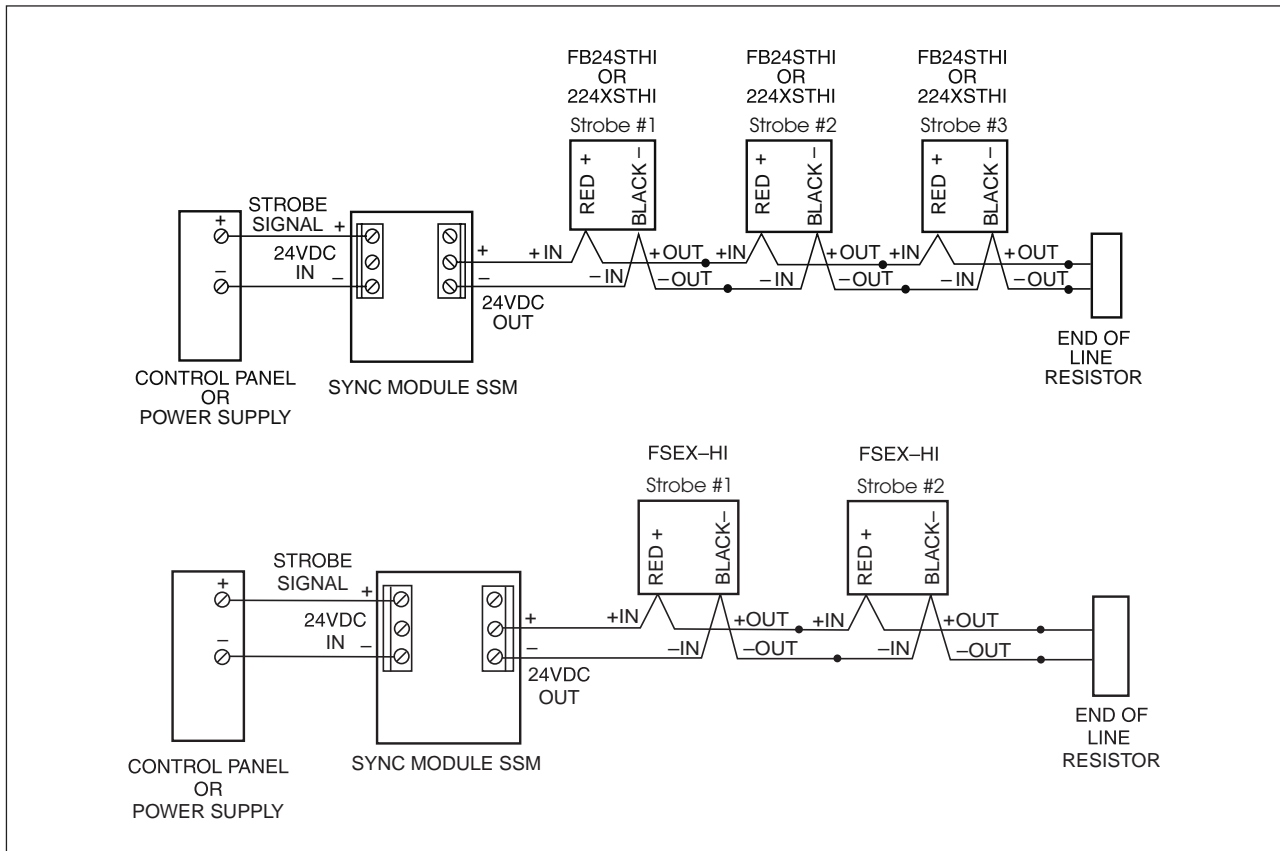 FB24STHI
OR
224XSTHI
Strobe #1
FB24STHI
OR
224XSTHI
Strobe #2
FB24STHI
OR
224XSTHI
Strobe #3
RED +
BLACK –
RED +
BLACK –
RED +
BLACK –
STROBE
SIGNAL
+
+
24VDC
IN
–
–
+
–
24VDC
OUT
+ IN
– IN
+ OUT
– OUT
+IN
– IN
+ OUT
– OUT
+IN
– IN
+ OUT
– OUT
CONTROL PANEL
OR
POWER SUPPLY
SYNC MODULE SSM
END OF
LINE
RESISTOR
FSEX–HI
Strobe #1
FSEX–HI
Strobe #2
RED +
BLACK–
RED +
BLACK–
STROBE
SIGNAL
+
+
24VDC
IN
–
–
+
–
24VDC
OUT
+IN
–IN
+OUT
–OUT
+IN
–IN
+OUT
–OUT
CONTROL PANEL
OR
POWER SUPPLY
SYNC MODULE SSM
END OF
LINE
RESISTOR